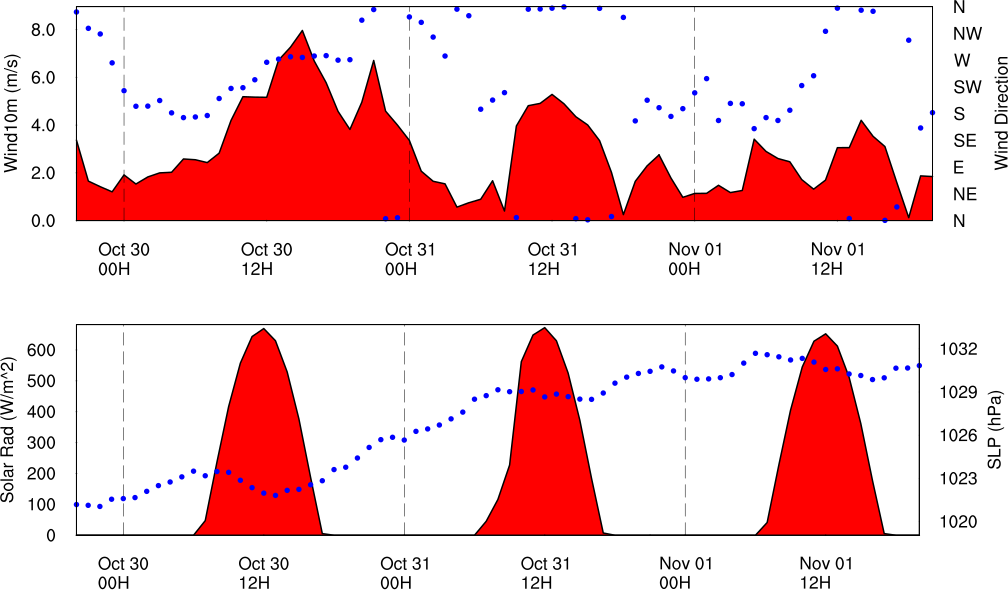 Wind10m (m/s)
8.0
6.0
4.0
2.0
0.0
N
NW
W
SW
S
SE
E
NE
N
Wind Direction
Oct 30 Oct 30 Oct 31 Oct 31 Nov 01 Nov 01
00H 12H 00H 12H 00H 12H
Solar Rad (W/m^2)
600
500
400
300
200
100
0
1032
1029
1026
1023
1020
SLP (hPa)
Oct 30 Oct 30 Oct 31 Oct 31 Nov 01 Nov 01
00H 12H 00H 12H 00H 12H